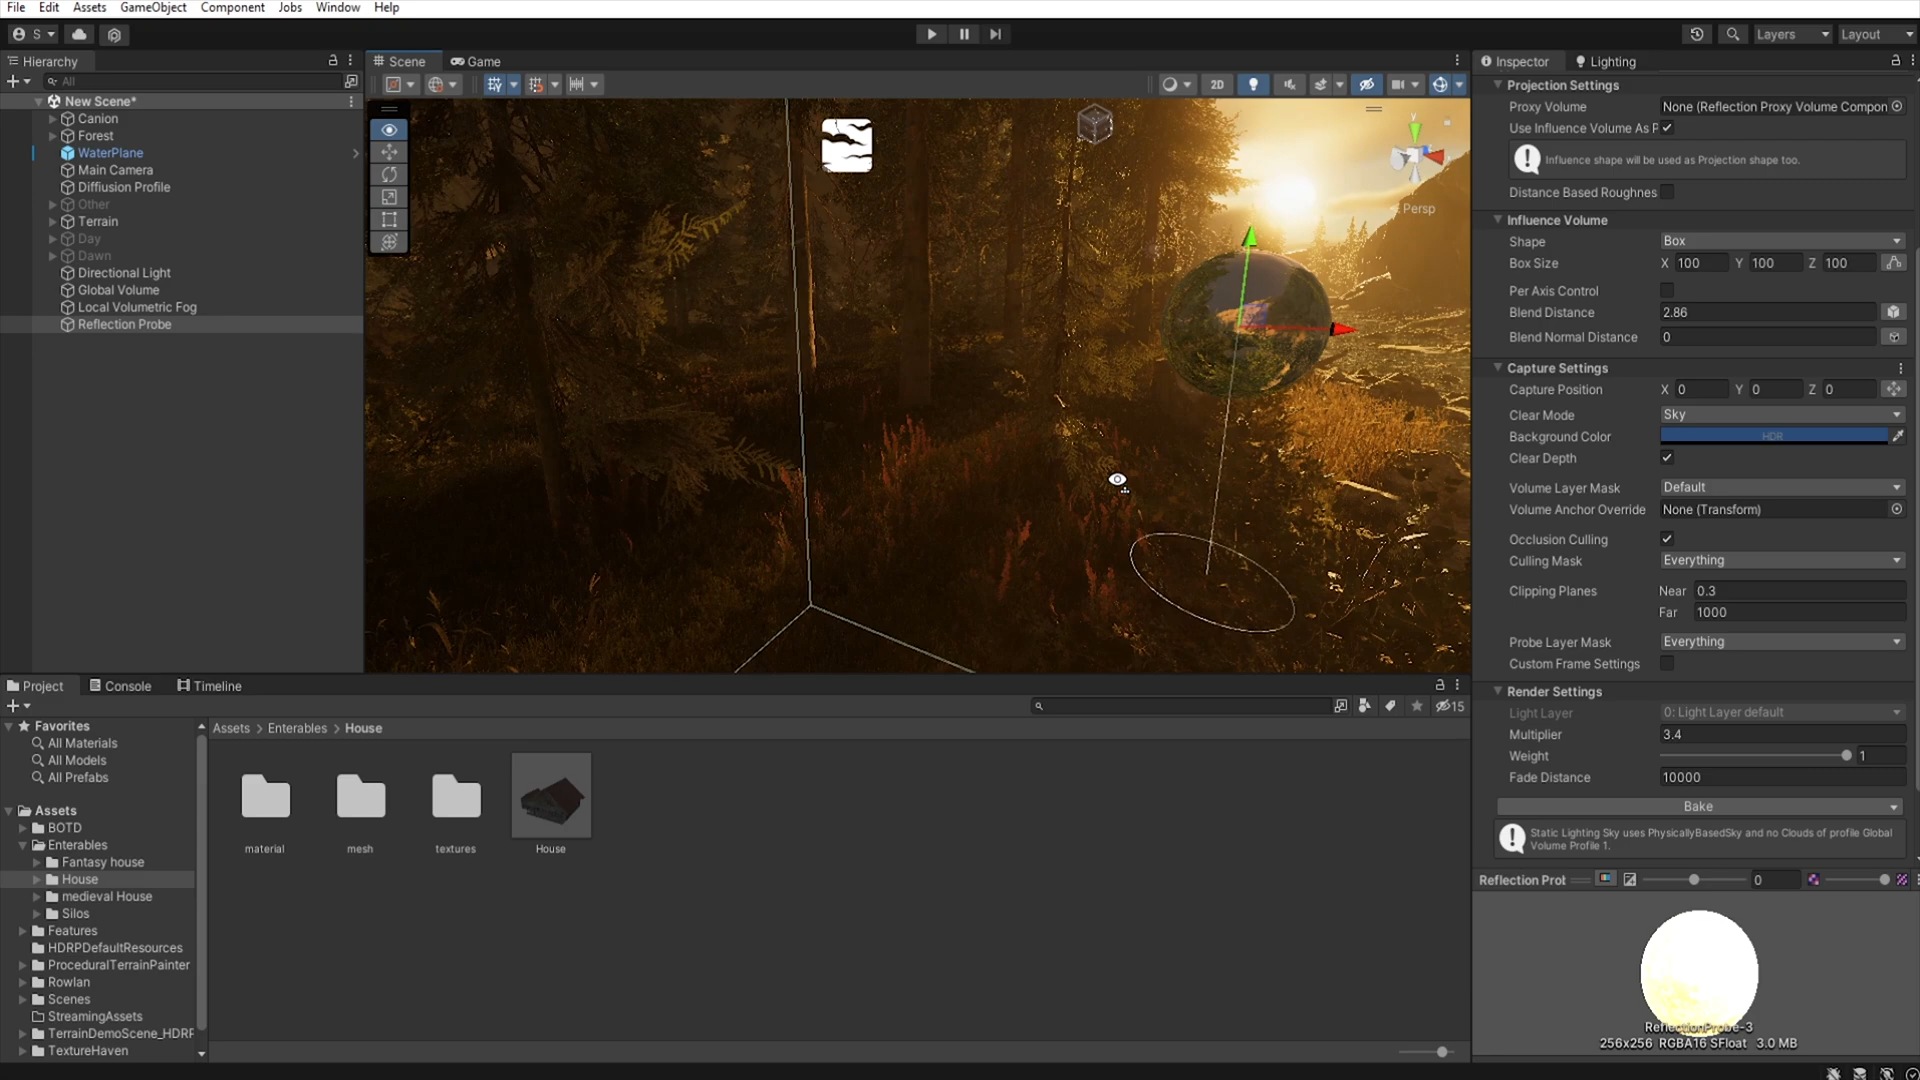 File Edit Assets GameObject Component Jobs Window Help
S
Layers
Layout
Hierarchy
All
New Scene*
Canion
Forest
WaterPlane
Main Camera
Diffusion Profile
Other
Terrain
Day
Dawn
Directional Light
Global Volume
Local Volumetric Fog
Reflection Probe
Scene
Game
2D
y
Persp
Inspector
Lighting
Projection Settings
Proxy Volume None (Reflection Proxy Volume Compon
Use Influence Volume As P
Influence shape will be used as Projection shape too.
Distance Based Roughnes
Influence Volume
Shape Box
Box Size X 100 Y 100 Z 100
Per Axis Control
Blend Distance 2.86
Blend Normal Distance 0
Capture Settings
Capture Position X 0 Y 0 Z 0
Clear Mode Sky
Background Color HDR
Clear Depth
Volume Layer Mask Default
Volume Anchor Override None (Transform)
Occlusion Culling
Culling Mask Everything
Clipping Planes Near 0.3
Far 1000
Probe Layer Mask Everything
Custom Frame Settings
Render Settings
Light Layer 0: Light Layer default
Multiplier 3.4
Weight 1
Fade Distance 10000
Bake
Static Lighting Sky uses PhysicallyBasedSky and no Clouds of profile Global
Volume Profile 1.
Reflection Prot 0
ReflectionProbe-3
256x256 RGBA16 SFloat 3.0 MB
Project
Console
Timeline
15
Favorites
All Materials
All Models
All Prefabs
Assets
BOTD
Enterables
Fantasy house
House
medieval House
Silos
Features
HDRPDefaultResources
ProceduralTerrainPainter
Rowlan
Scenes
StreamingAssets
TerrainDemoScene_HDRF
TextureHaven
Assets > Enterables > House
material
mesh
textures
House